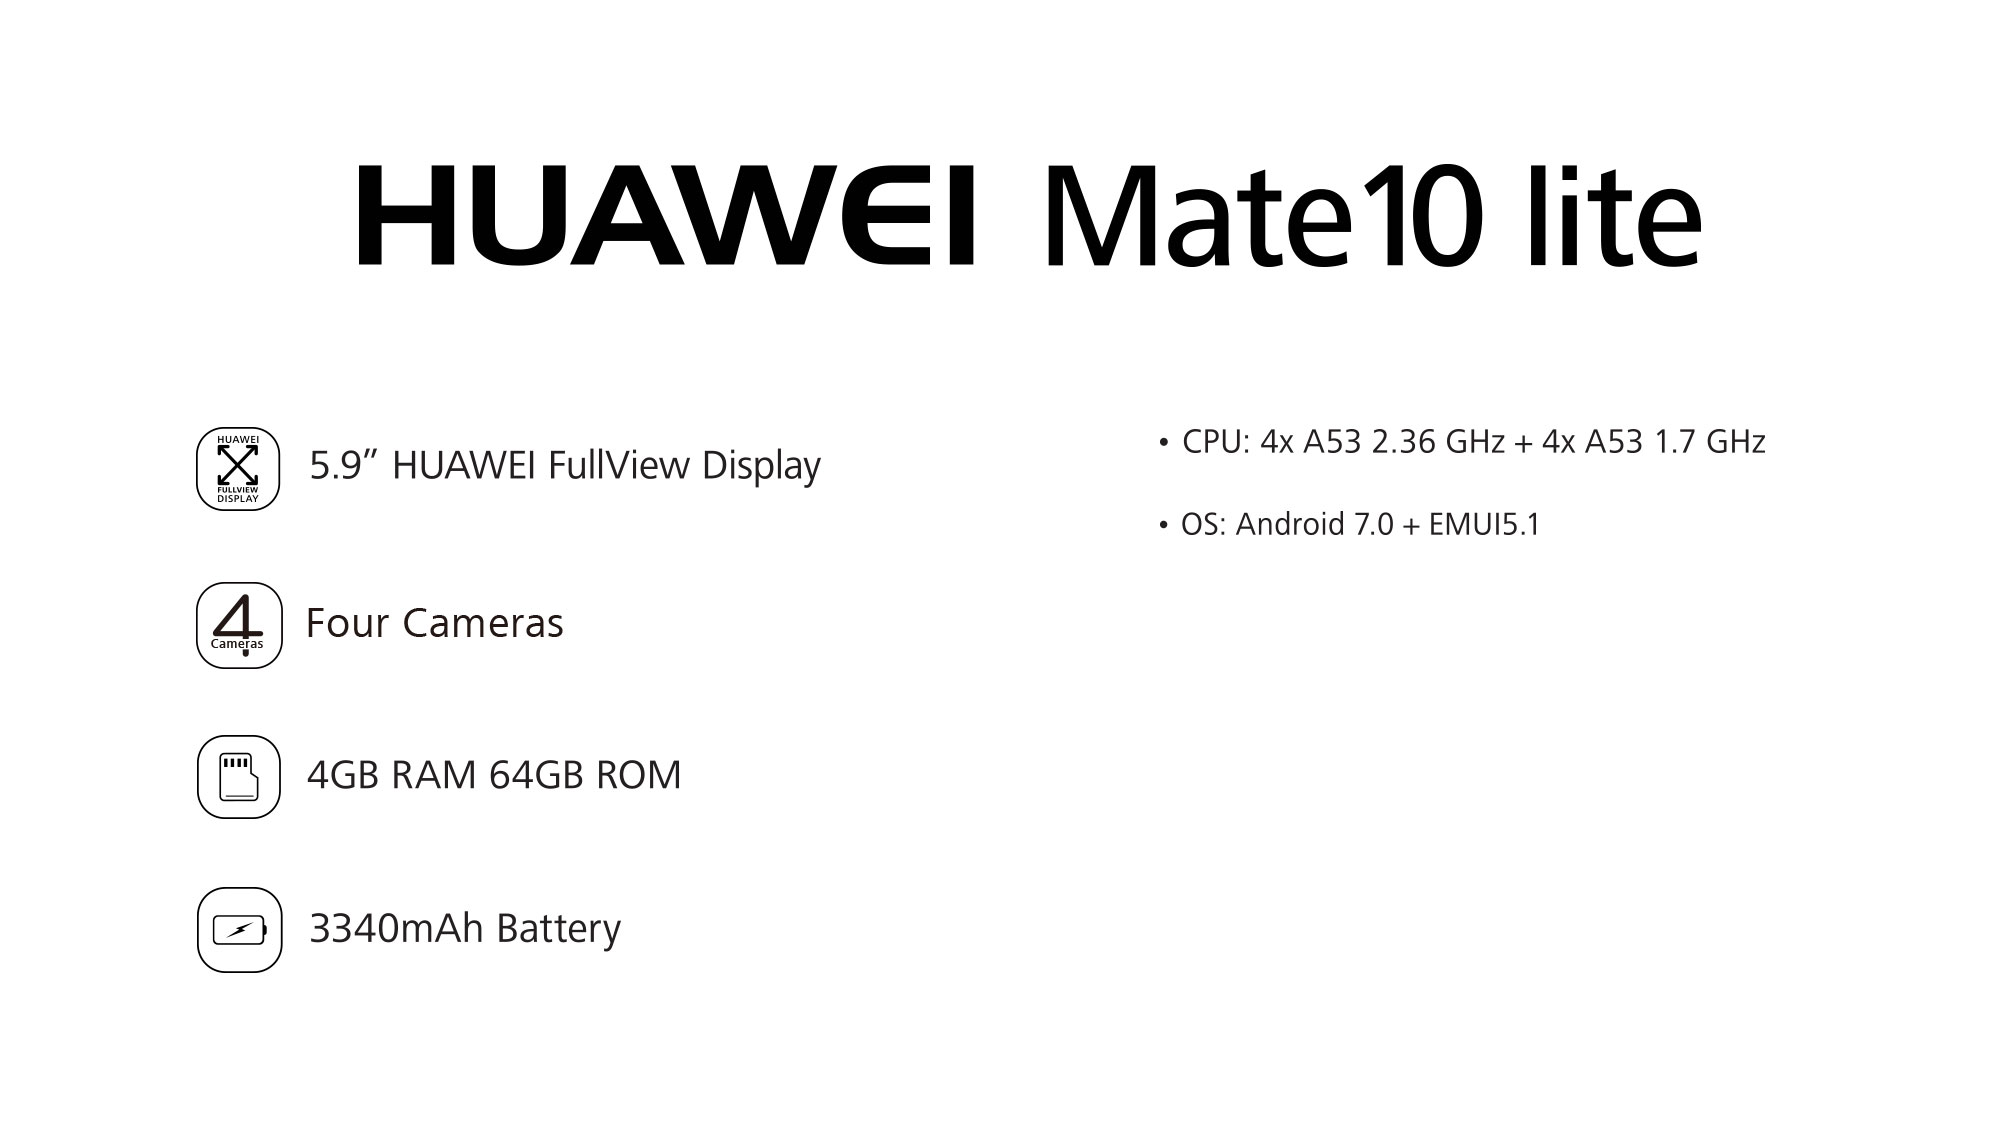 HUAWEI Mate10 lite
HUAWEI
FULLVIEW
DISPLAY
5.9” HUAWEI FullView Display
4
Cameras
Four Cameras
4GB RAM 64GB ROM
3340mAh Battery
• CPU: 4x A53 2.36 GHz + 4x A53 1.7 GHz
• OS: Android 7.0 + EMUI5.1